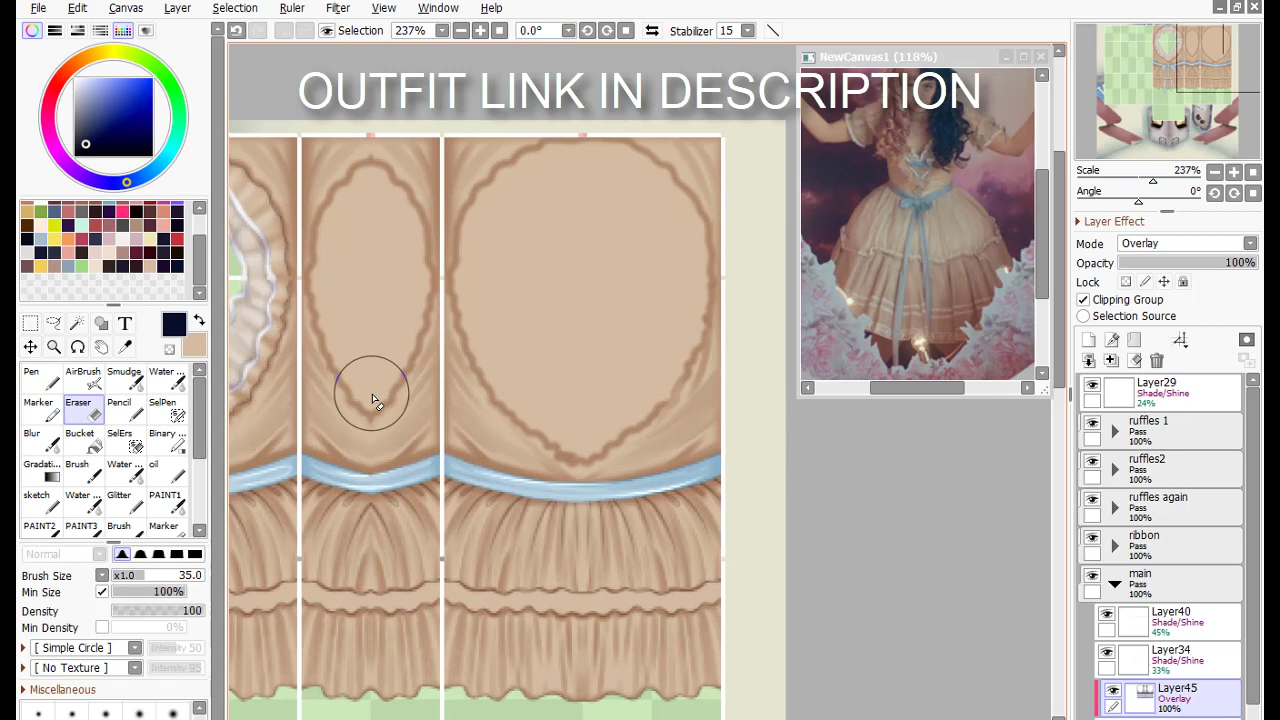 File Edit Canvas Layer Selection Ruler Filter View Window Help
Selection 237% 0.0° Stabilizer 15
NewCanvas1 (118%)
OUTFIT LINK IN DESCRIPTION
T
Pen AirBrush Smudge Water ...
Marker Eraser Pencil SelPen
Blur Bucket SelErs Binary ...
Gradati... Brush Water ... oil
sketch Water ... Glitter PAINT1
PAINT2 PAINT3 Brush Marker
Normal
Brush Size x1.0 35.0
Min Size 100%
Density 100
Min Density 0%
[ Simple Circle ] Intensity 50
[ No Texture ] Intensity 95
Miscellaneous
Scale 237%
Angle 0°
Layer Effect
Mode Overlay
Opacity 100%
Lock
Clipping Group
Selection Source
Layer29
Shade/Shine
24%
ruffles 1
Pass
100%
ruffles2
Pass
100%
ruffles again
Pass
100%
ribbon
Pass
100%
main
Pass
100%
Layer40
Shade/Shine
45%
Layer34
Shade/Shine
33%
Layer45
Overlay
100%